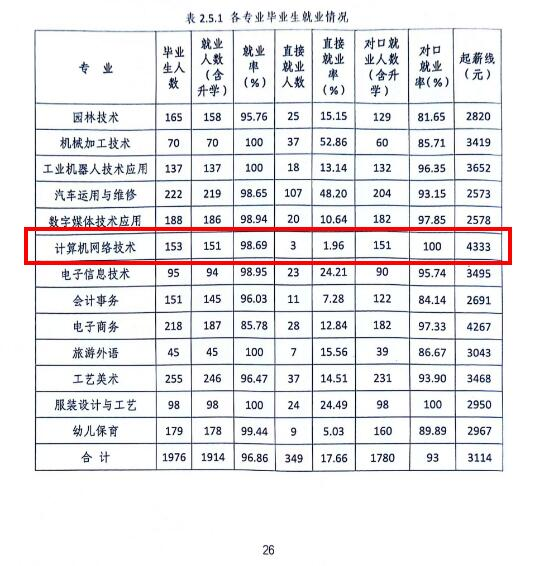 表 2.5.1 各专业毕业生就业情况
专 业 毕业生人数 就业人数(含升学) 就业率(%) 直接就业人数 直接就业率(%) 对口就业人数(含升学) 对口就业率(%) 起薪线(元)
园林技术 165 158 95.76 25 15.15 129 81.65 2820
机械加工技术 70 70 100 37 52.86 60 85.71 3419
工业机器人技术应用 137 137 100 18 13.14 132 96.35 3652
汽车运用与维修 222 219 98.65 107 48.20 204 93.15 2573
数字媒体技术应用 188 186 98.94 20 10.64 182 97.85 2578
计算机网络技术 153 151 98.69 3 1.96 151 100 4333
电子信息技术 95 94 98.95 23 24.21 90 95.74 3495
会计事务 151 145 96.03 11 7.28 122 84.14 2691
电子商务 218 187 85.78 28 12.84 182 97.33 4267
旅游外语 45 45 100 7 15.56 39 86.67 3043
工艺美术 255 246 96.47 37 14.51 231 93.90 3468
服装设计与工艺 98 98 100 24 24.49 98 100 2950
幼儿保育 179 178 99.44 9 5.03 160 89.89 2967
合 计 1976 1914 96.86 349 17.66 1780 93 3114
26